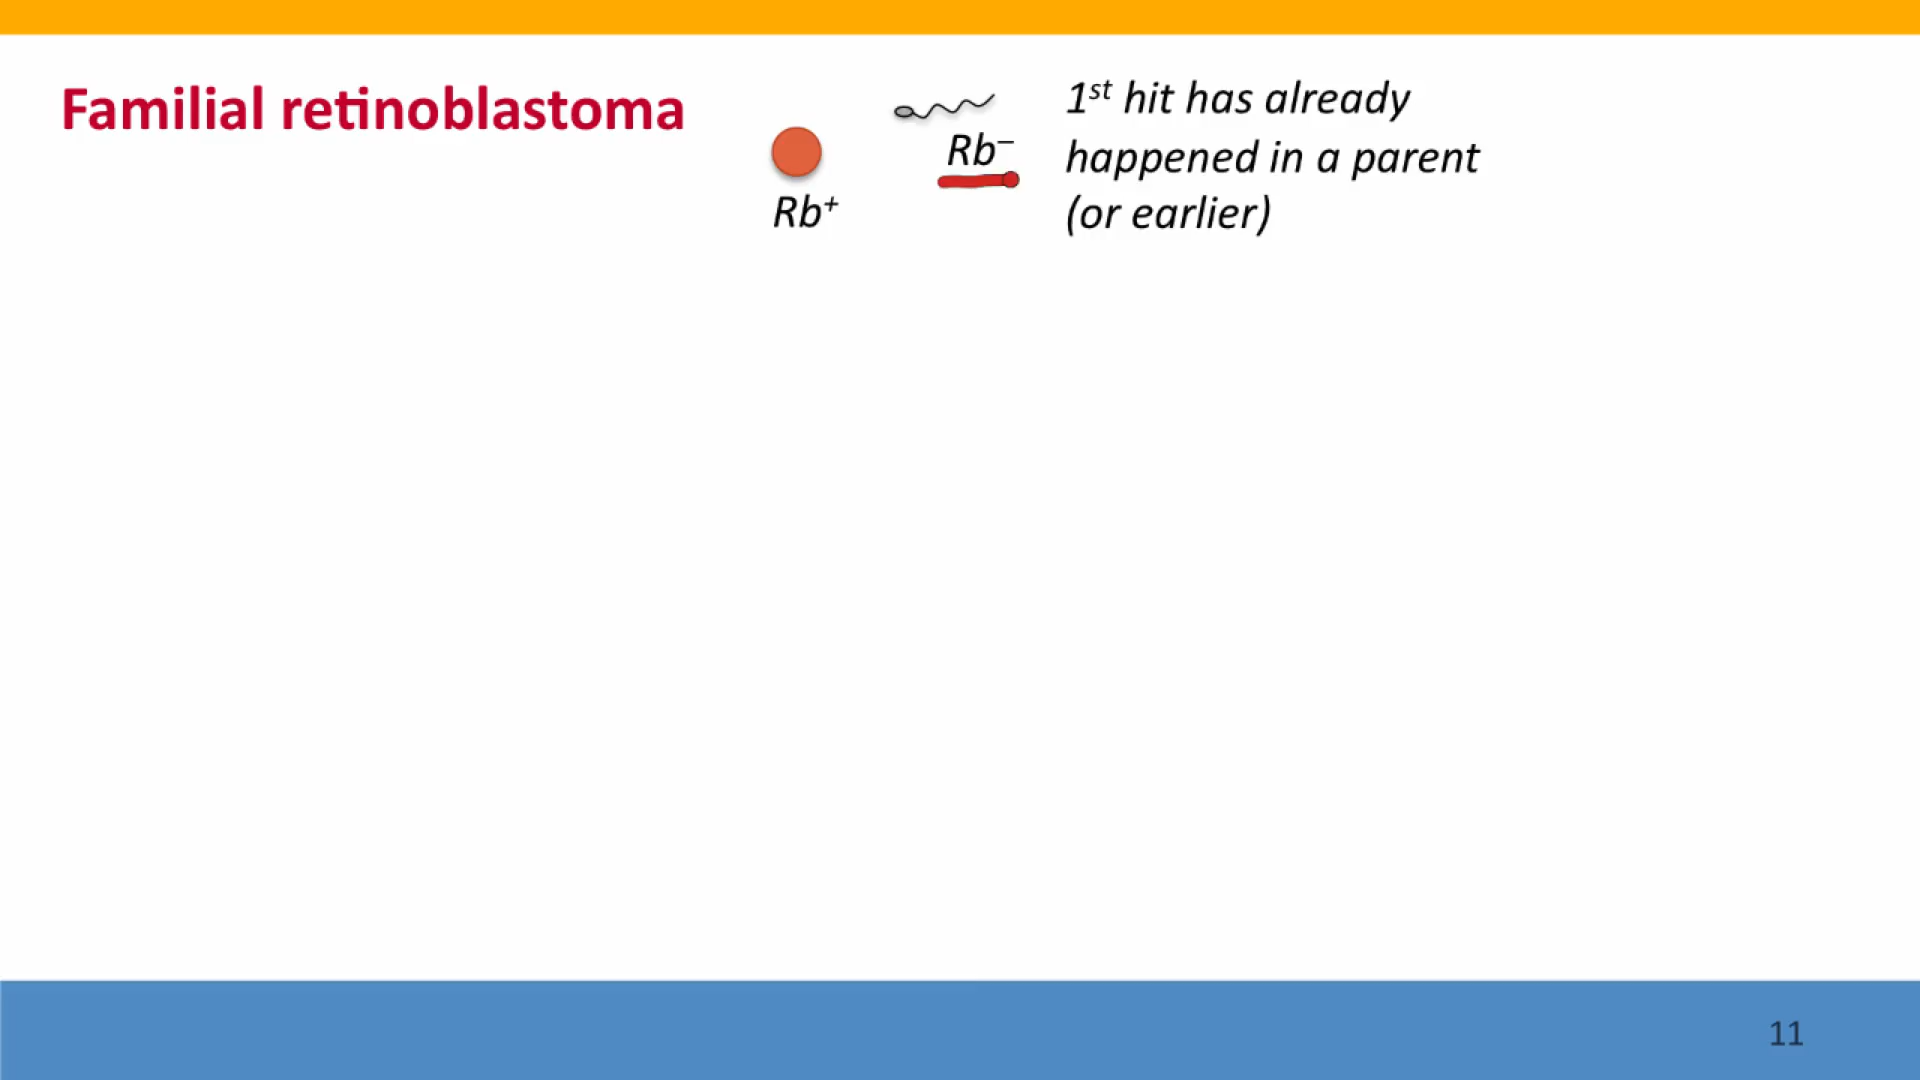 Familial retinoblastoma
Rb⁺
Rb⁻
1ˢᵗ hit has already
happened in a parent
(or earlier)
11